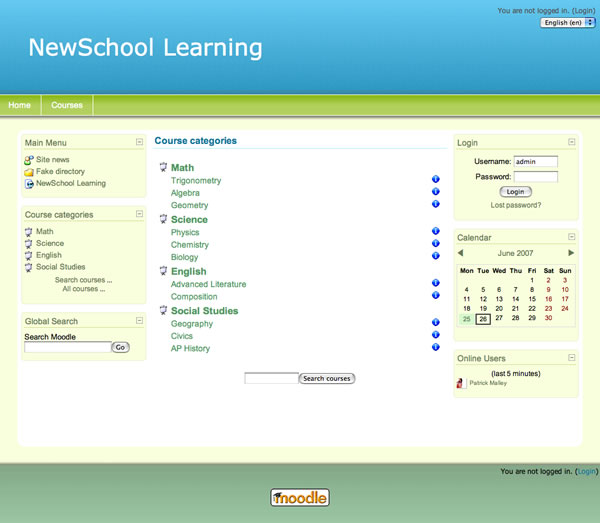 You are not logged in. (Login)
English (en)
NewSchool Learning
Home Courses
Main Menu
Site news
Fake directory
NewSchool Learning
Course categories
Math
Science
English
Social Studies
Search courses ...
All courses ...
Global Search
Search Moodle
Go
Course categories
Math
Trigonometry
Algebra
Geometry
Science
Physics
Chemistry
Biology
English
Advanced Literature
Composition
Social Studies
Geography
Civics
AP History
Search courses
Login
Username: admin
Password:
Login
Lost password?
Calendar
June 2007
Mon Tue Wed Thu Fri Sat Sun
1 2 3
4 5 6 7 8 9 10
11 12 13 14 15 16 17
18 19 20 21 22 23 24
25 26 27 28 29 30
Online Users
(last 5 minutes)
Patrick Malley
You are not logged in. (Login)
moodle